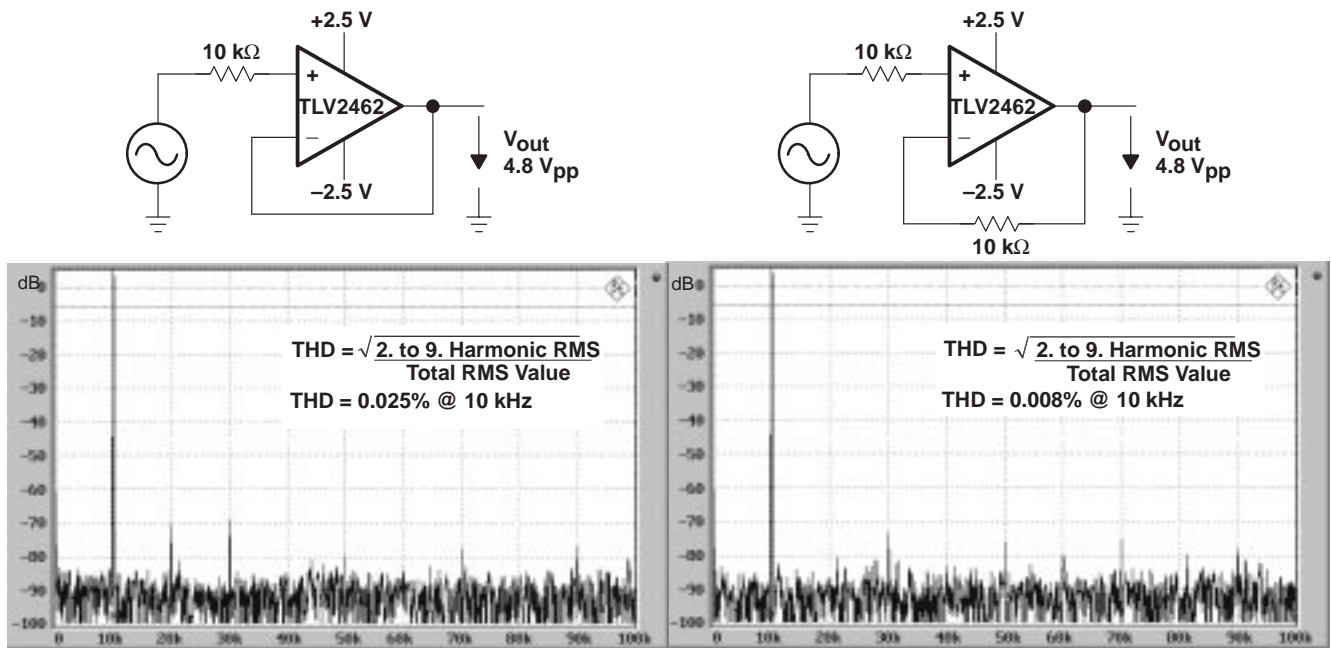 +2.5 V
10 kΩ
+
TLV2462
−
–2.5 V
Vout
4.8 Vpp
+2.5 V
10 kΩ
+
TLV2462
−
–2.5 V
10 kΩ
Vout
4.8 Vpp
dB
0
-10
-20
-30
-40
-50
-60
-70
-80
-90
-100
THD = √ 2. to 9. Harmonic RMS
Total RMS Value
THD = 0.025% @ 10 kHz
0 10k 20k 30k 40k 50k 60k 70k 80k 90k 100k
dB
0
-10
-20
-30
-40
-50
-60
-70
-80
-90
-100
THD = √ 2. to 9. Harmonic RMS
Total RMS Value
THD = 0.008% @ 10 kHz
0 10k 20k 30k 40k 50k 60k 70k 80k 90k 100k